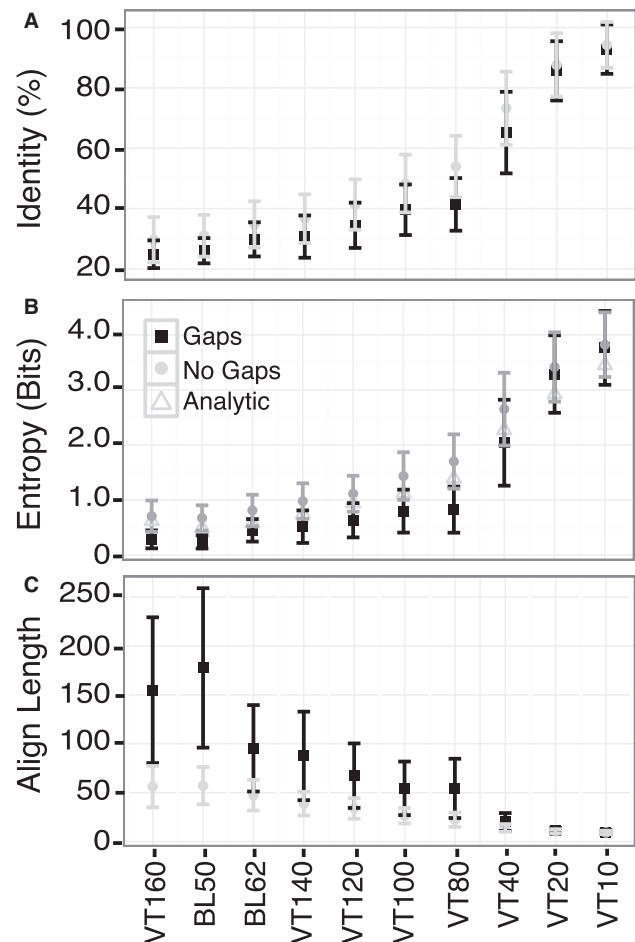 A
Identity (%)
100
80
60
40
20
B
Entropy (Bits)
4.0
3.0
2.0
1.0
0
Gaps
No Gaps
Analytic
C
Align Length
250
200
150
100
50
0
VT160
BL50
BL62
VT140
VT120
VT100
VT80
VT40
VT20
VT10